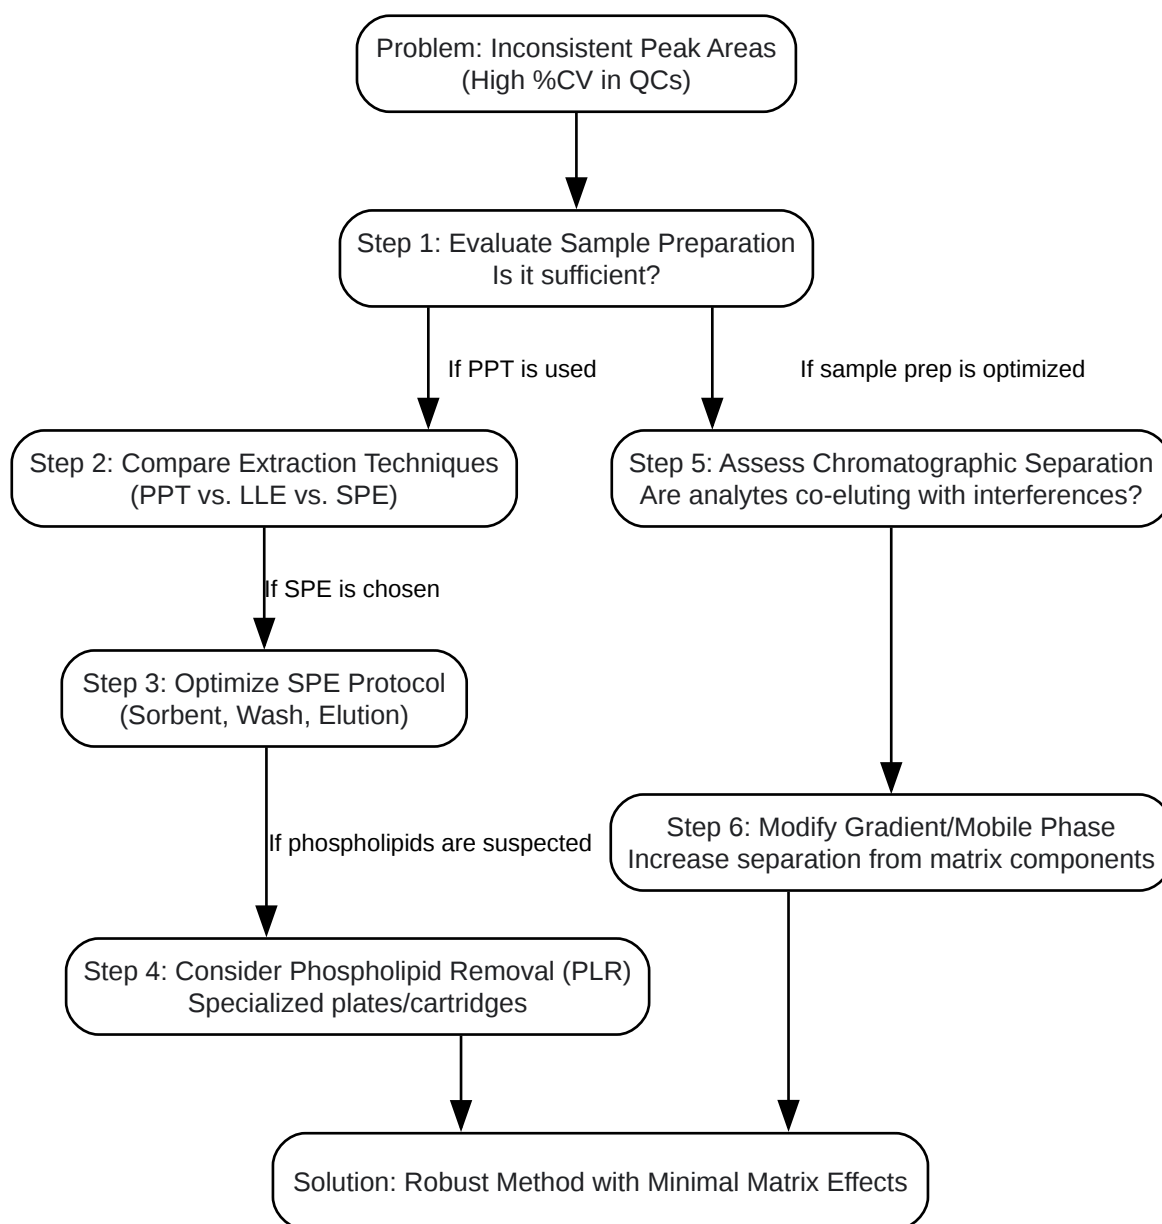 Problem: Inconsistent Peak Areas
(High %CV in QCs)
Step 1: Evaluate Sample Preparation
Is it sufficient?
If PPT is used
If sample prep is optimized
Step 2: Compare Extraction Techniques
(PPT vs. LLE vs. SPE)
Step 5: Assess Chromatographic Separation
Are analytes co-eluting with interferences?
If SPE is chosen
Step 3: Optimize SPE Protocol
(Sorbent, Wash, Elution)
If phospholipids are suspected
Step 6: Modify Gradient/Mobile Phase
Increase separation from matrix components
Step 4: Consider Phospholipid Removal (PLR)
Specialized plates/cartridges
Solution: Robust Method with Minimal Matrix Effects